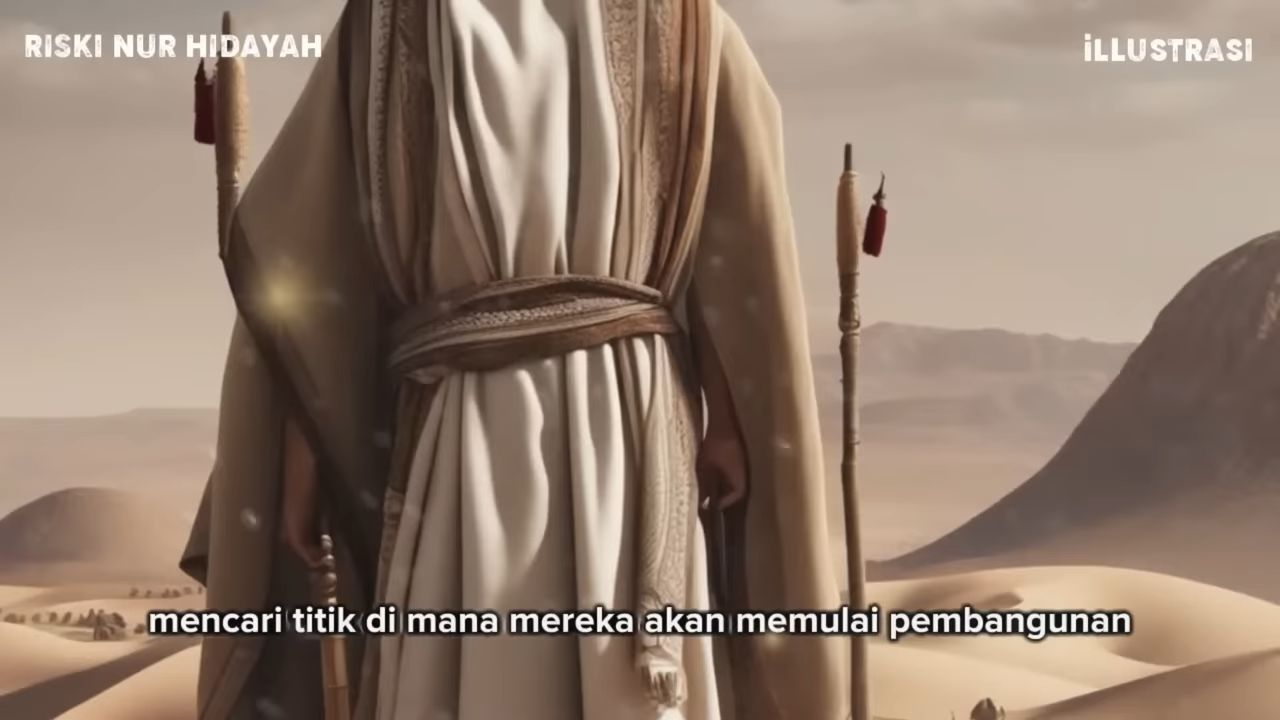 RISKI NUR HIDAYAH
iLLUSTRASI
mencari titik di mana mereka akan memulai pembangunan